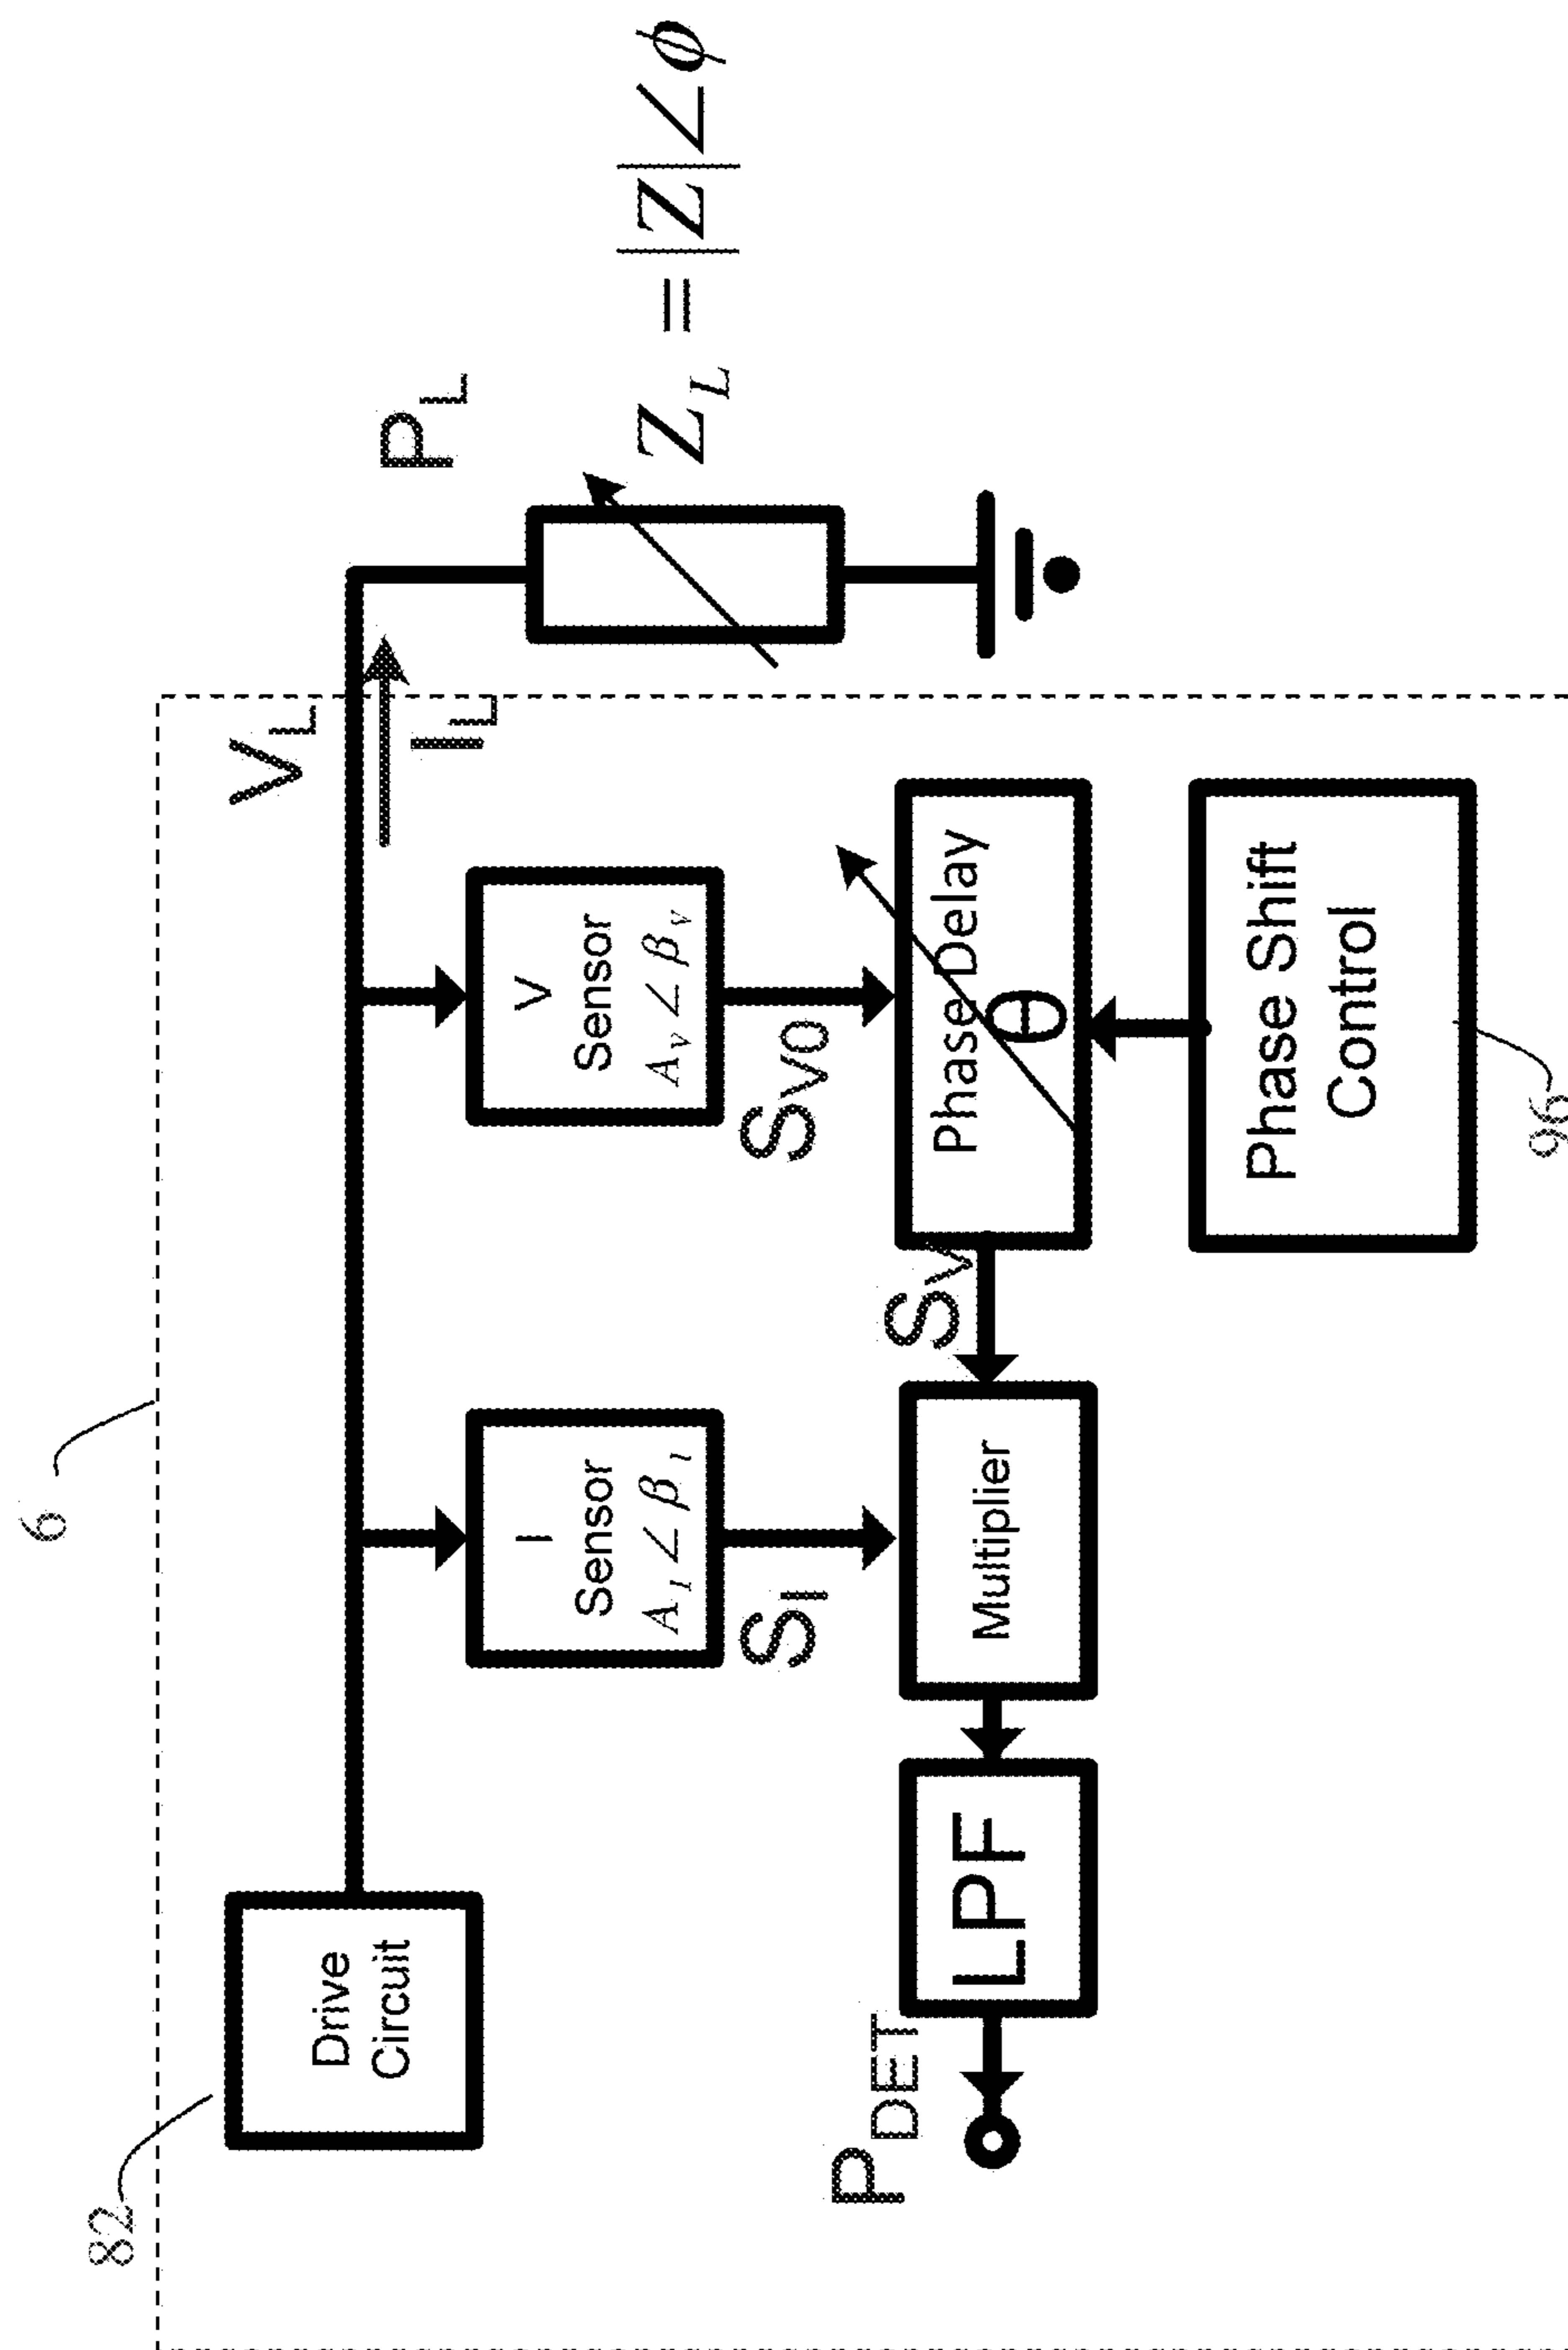 6
82
Drive
Circuit
V_L
I_L
P_L
Z_L = |Z|∠ϕ
I
Sensor
A_I∠β_I
V
Sensor
A_v∠β_v
S_I
S_V0
P_DET
LPF
Multiplier
S_V
Phase Delay
θ
Phase Shift
Control
96